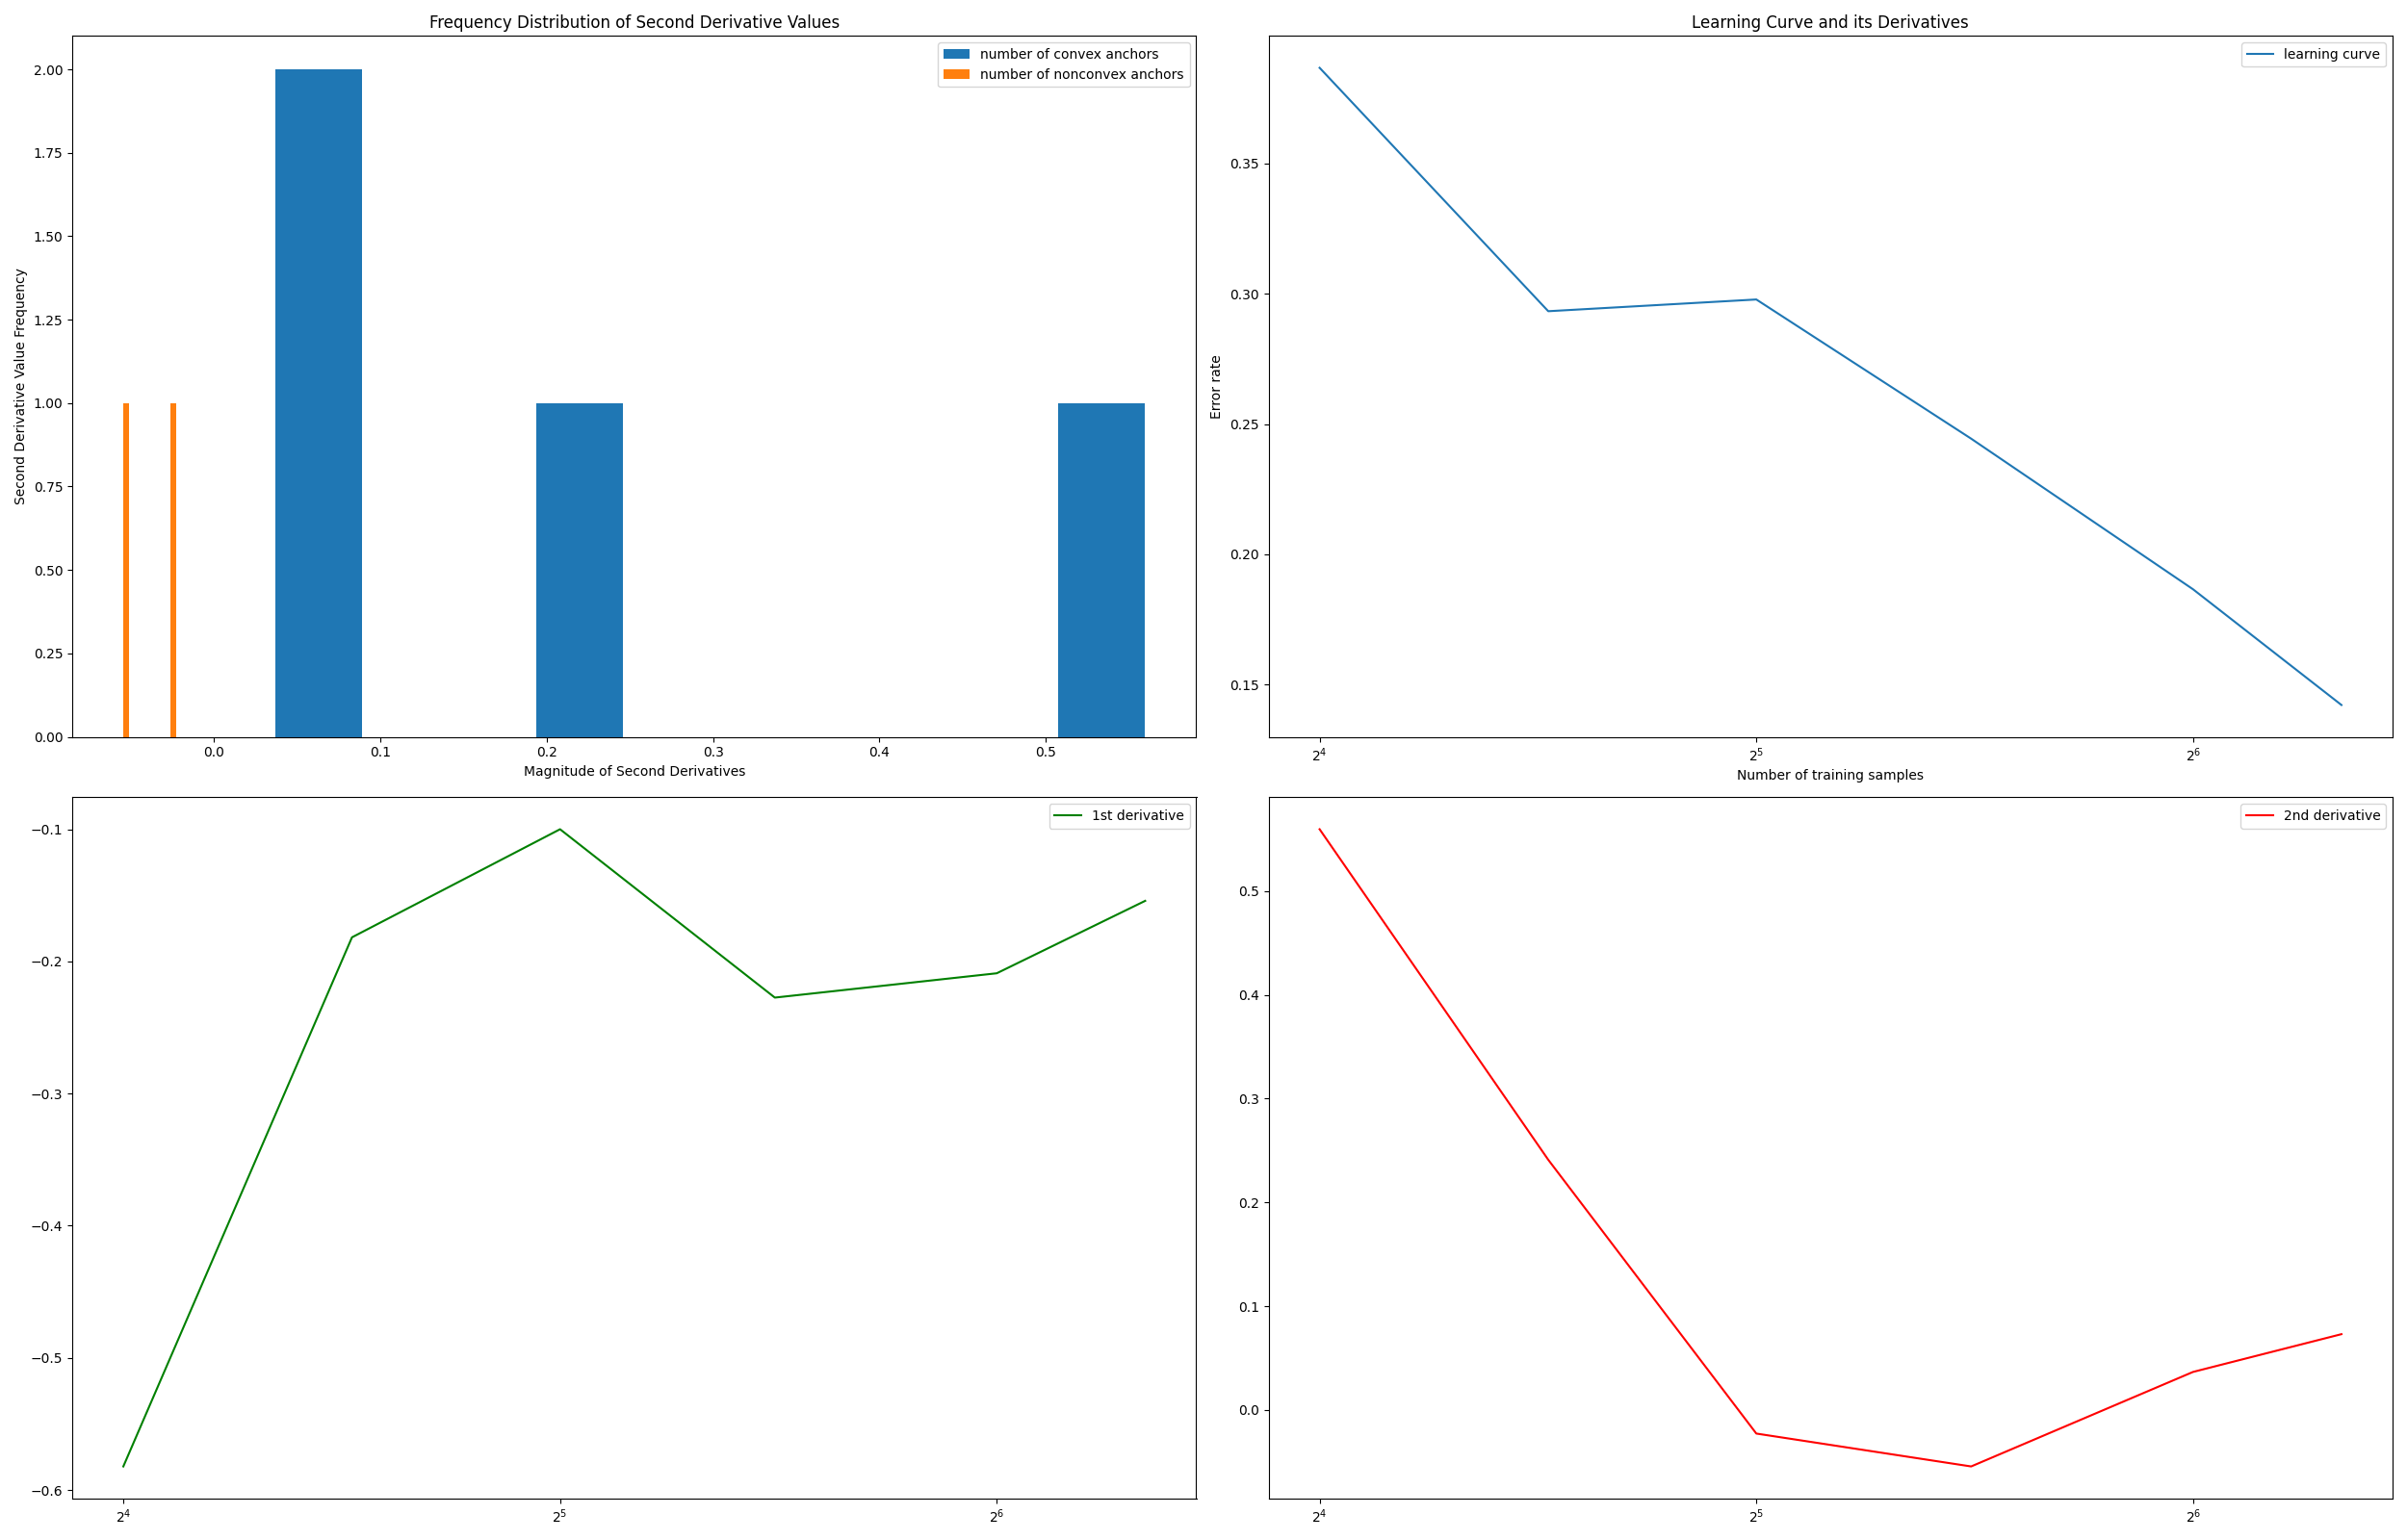 Frequency Distribution of Second Derivative Values
number of convex anchors
number of nonconvex anchors
Second Derivative Value Frequency
2.00
1.75
1.50
1.25
1.00
0.75
0.50
0.25
0.00
0.0 0.1 0.2 0.3 0.4 0.5
Magnitude of Second Derivatives
Learning Curve and its Derivatives
learning curve
Error rate
0.35
0.30
0.25
0.20
0.15
2⁴ 2⁵ 2⁶
Number of training samples
1st derivative
−0.1
−0.2
−0.3
−0.4
−0.5
−0.6
2⁴ 2⁵ 2⁶
2nd derivative
0.5
0.4
0.3
0.2
0.1
0.0
2⁴ 2⁵ 2⁶